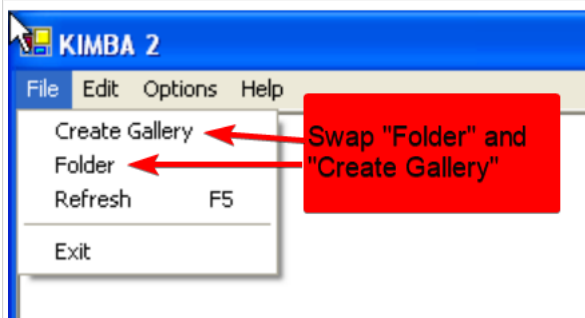 KIMBA 2
File Edit Options Help
Create Gallery
Folder
Refresh F5
Exit
Swap "Folder" and
"Create Gallery"